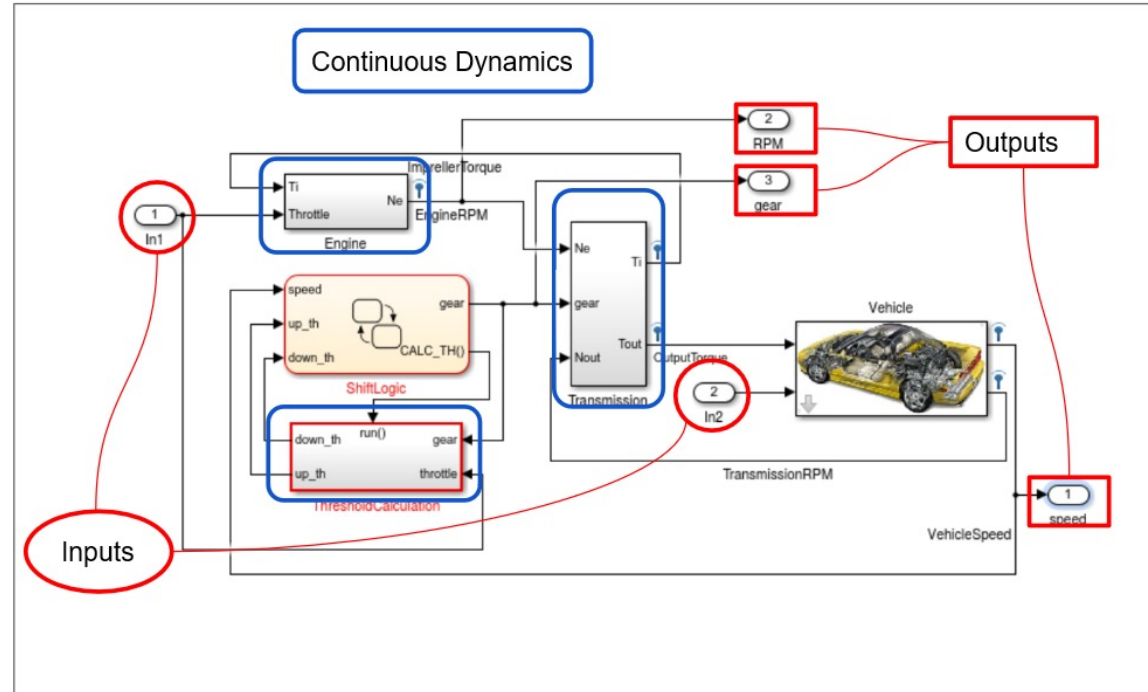 Continuous Dynamics
2
RPM
Outputs
ImprellerTorque
Ti
Ne
Throttle
EngineRPM
Engine
3
gear
1
In1
Ne
Ti
gear
Tout
Nout
OutputTorque
Transmission
speed
gear
up_th
CALC_TH()
down_th
ShiftLogic
Vehicle
2
In2
run()
down_th
gear
up_th
throttle
ThresholdCalculation
TransmissionRPM
1
speed
VehicleSpeed
Inputs